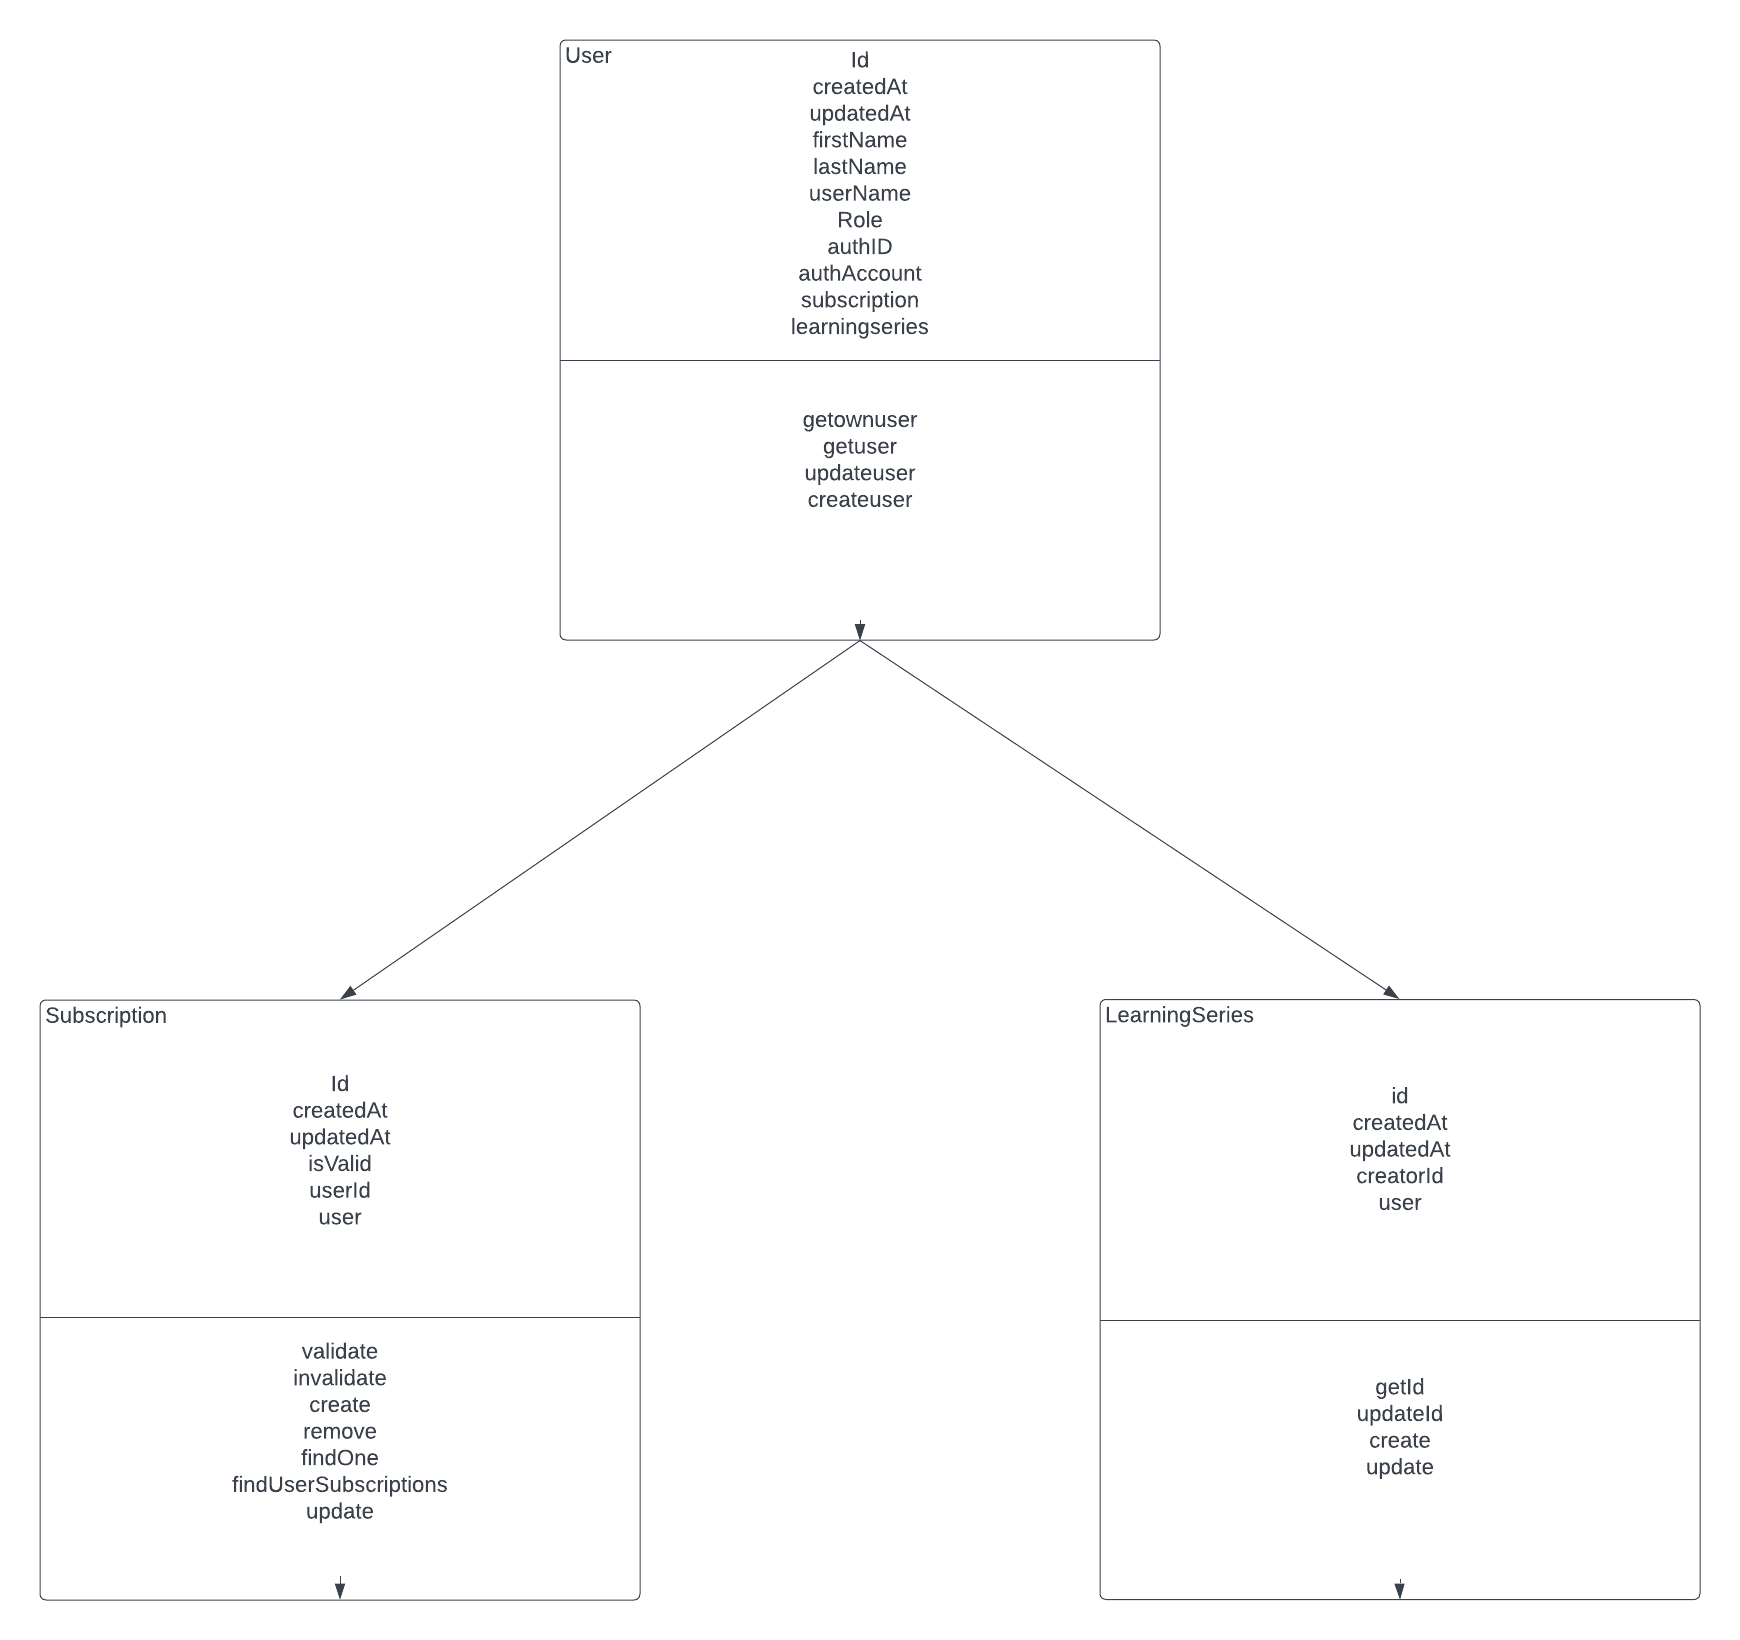 User
Id
createdAt
updatedAt
firstName
lastName
userName
Role
authID
authAccount
subscription
learningseries
getownuser
getuser
updateuser
createuser
Subscription
Id
createdAt
updatedAt
isValid
userId
user
validate
invalidate
create
remove
findOne
findUserSubscriptions
update
LearningSeries
id
createdAt
updatedAt
creatorId
user
getId
updateId
create
update